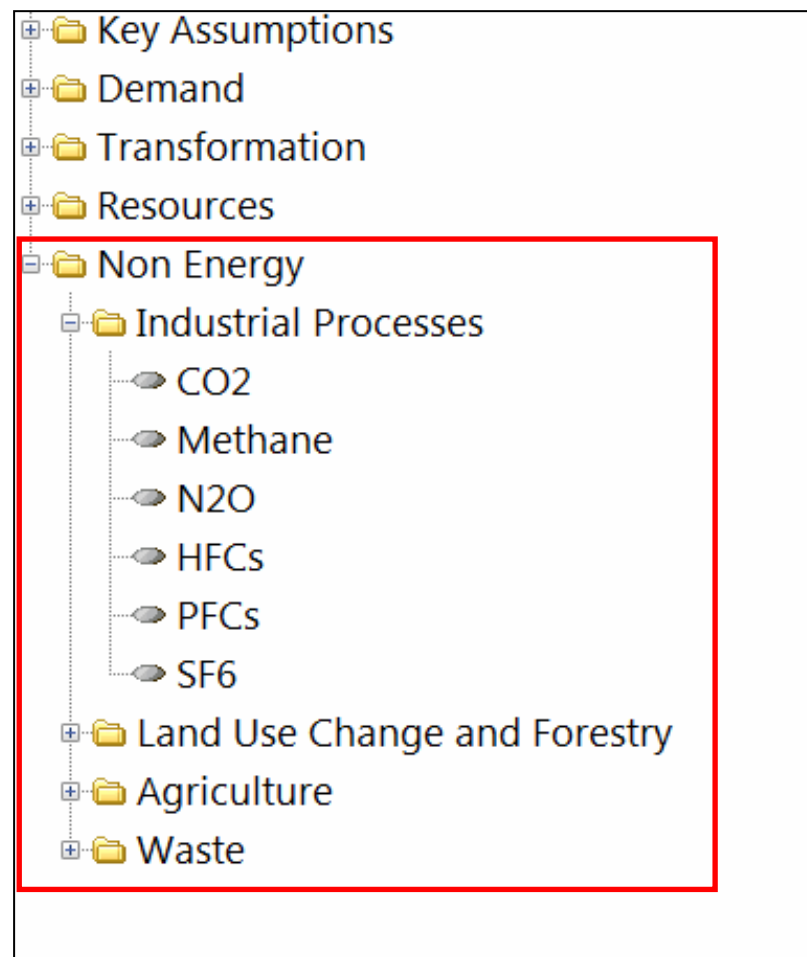 Key Assumptions
Demand
Transformation
Resources
Non Energy
Industrial Processes
CO2
Methane
N2O
HFCs
PFCs
SF6
Land Use Change and Forestry
Agriculture
Waste